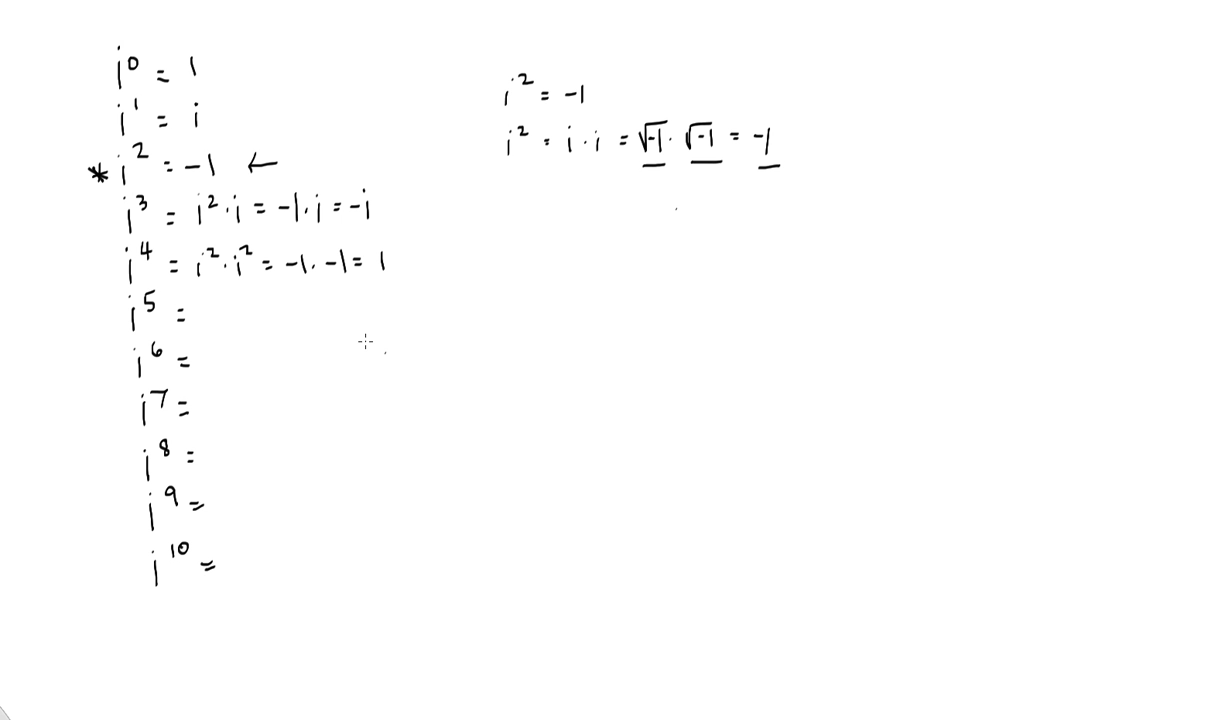 i⁰ = 1
i¹ = i
* i² = -1 ←
i³ = i² · i = -1 · i = -i
i⁴ = i² · i² = -1 · -1 = 1
i⁵ =
i⁶ =
i⁷ =
i⁸ =
i⁹ =
i¹⁰ =
i² = -1
i² = i · i = √-1 · √-1 = -1